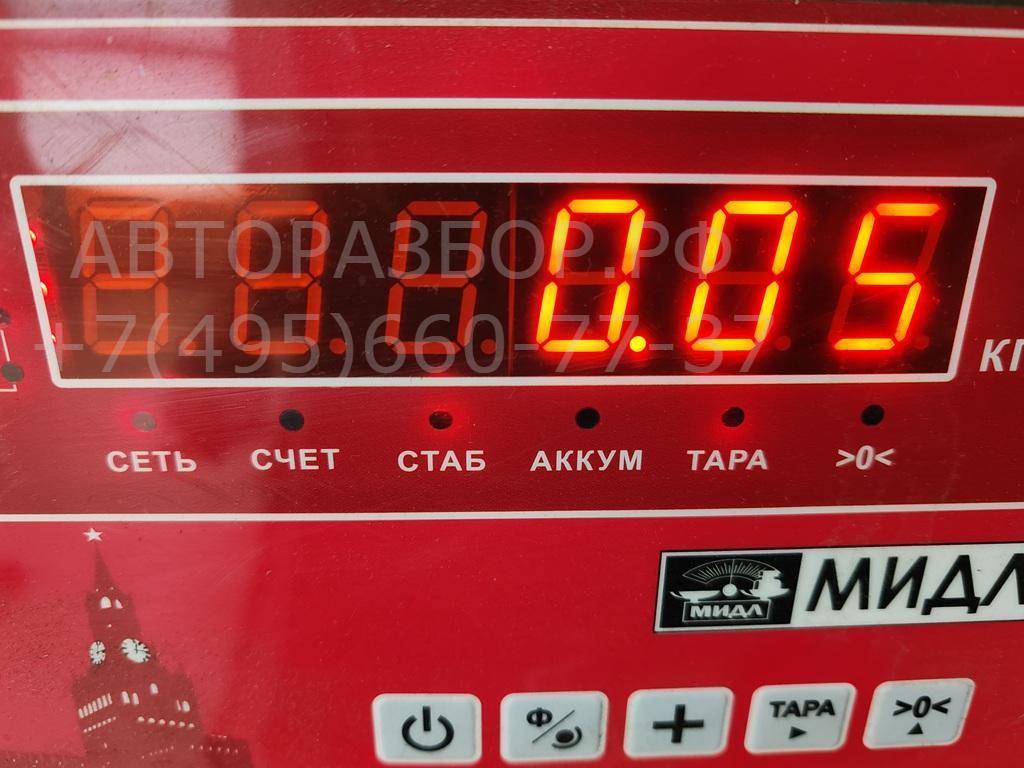 0.05
КГ
АВТОРАЗБОР.РФ
+7(495)660-77-37
СЕТЬ СЧЕТ СТАБ АККУМ ТАРА >0<
МИДЛ МИДЛ
Ф ТАРА >0<